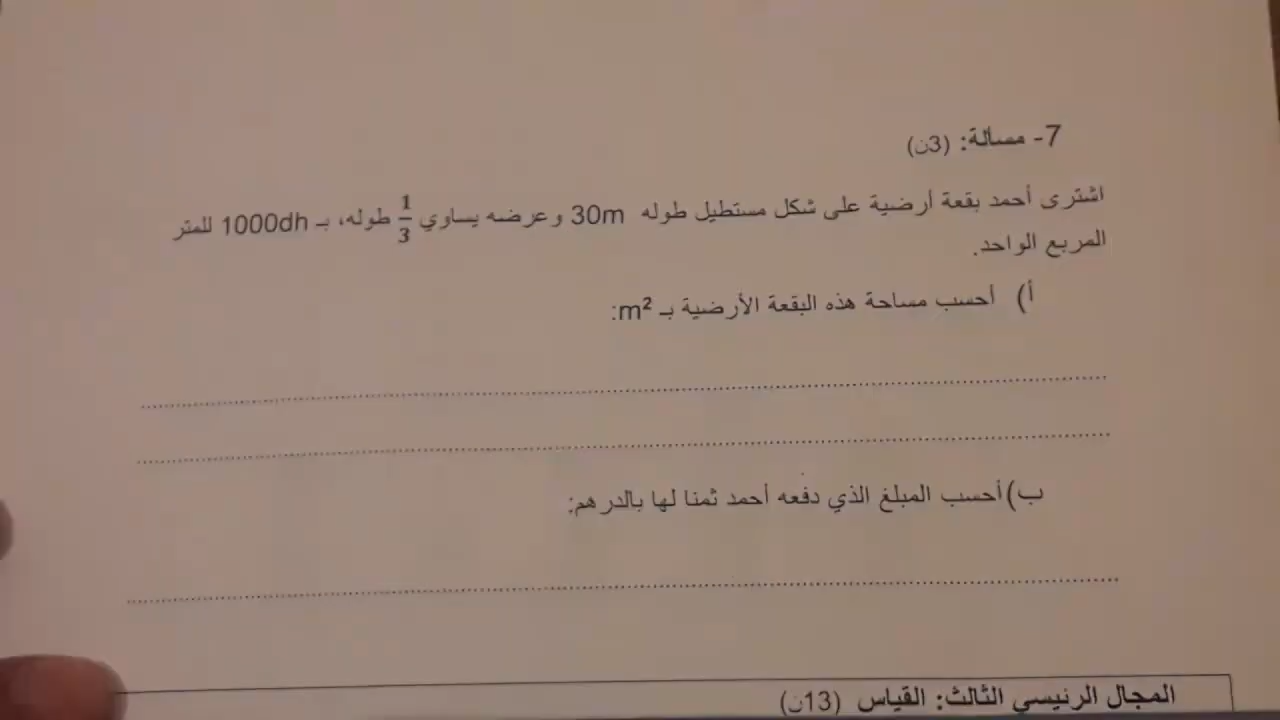 7- مسألة: (3ن)
اشترى أحمد بقعة أرضية على شكل مستطيل طوله 30m و عرضه يساوي 1/3 طوله، بـ 1000dh للمتر
المربع الواحد.
أ) أحسب مساحة هذه البقعة الأرضية بـ m²:
ب) أحسب المبلغ الذي دفعه أحمد ثمنا لها بالدرهم:
المجال الرئيسي الثالث: القياس (13ن)